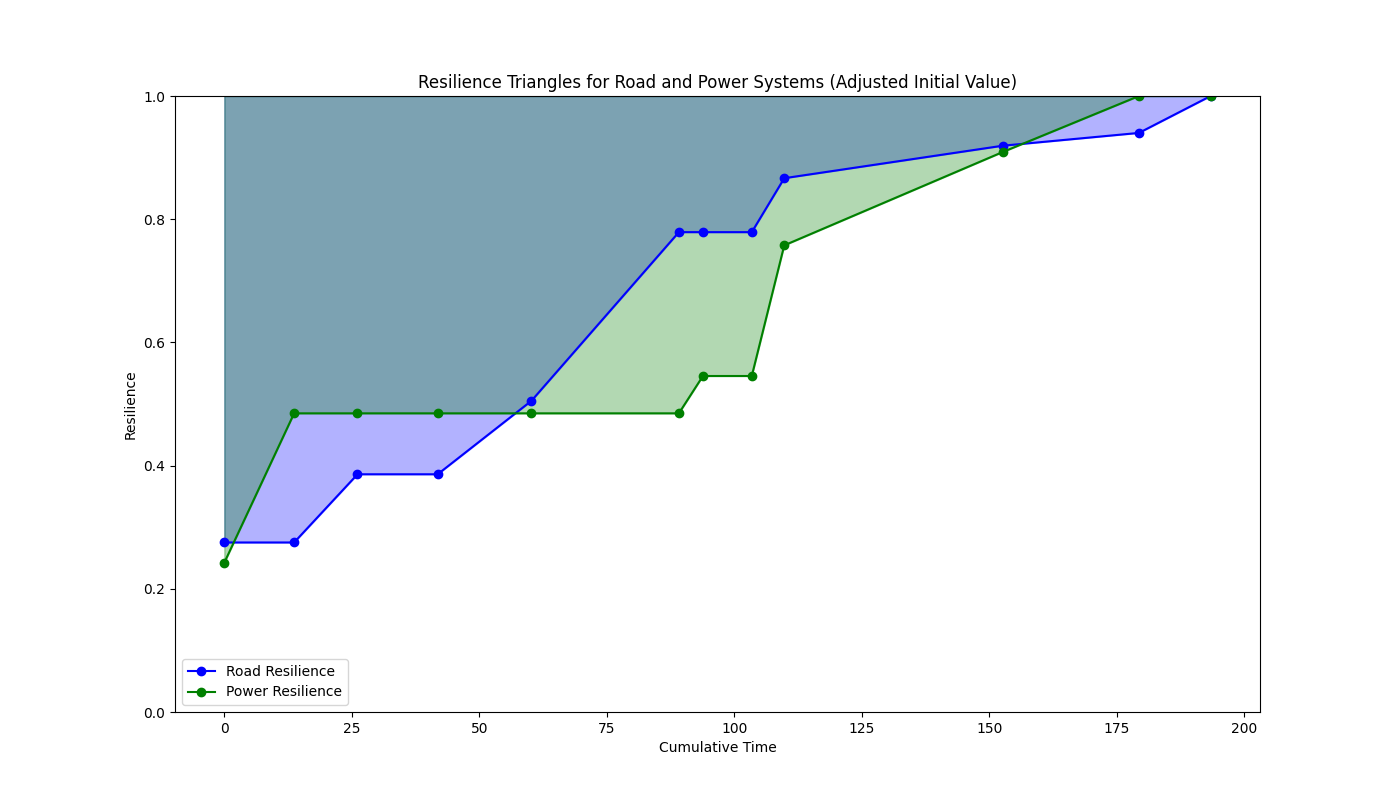 Resilience Triangles for Road and Power Systems (Adjusted Initial Value)
1.0
0.8
0.6
0.4
0.2
0.0
Resilience
Road Resilience
Power Resilience
0 25 50 75 100 125 150 175 200
Cumulative Time